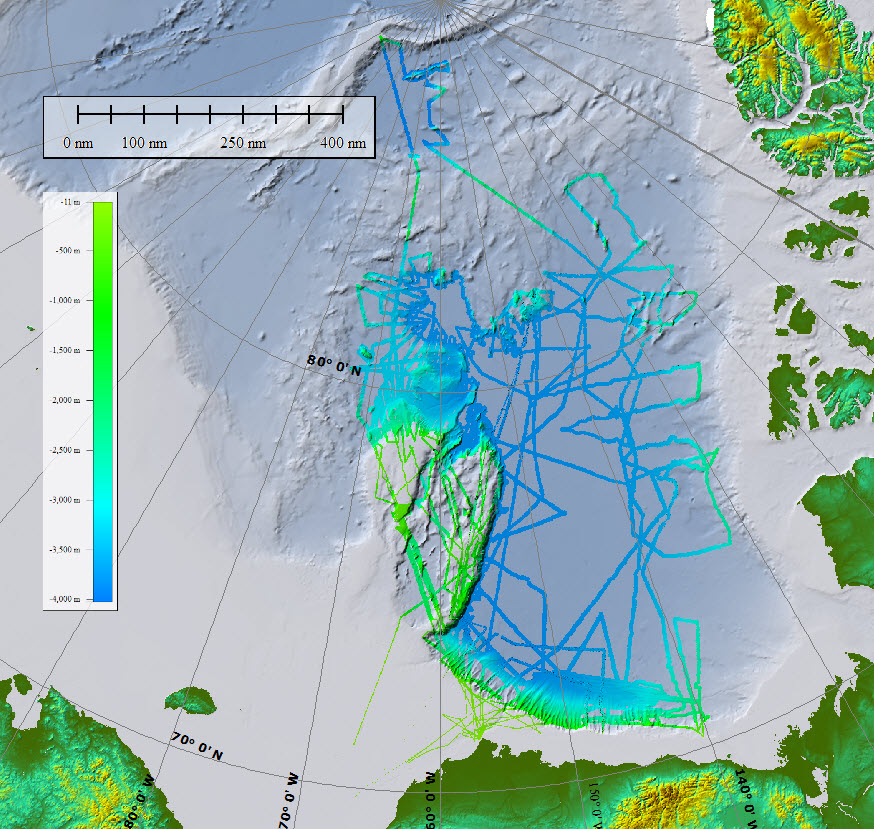 0 nm 100 nm 250 nm 400 nm
-11 m
-500 m
-1,000 m
-1,500 m
-2,000 m
-2,500 m
-3,000 m
-3,500 m
-4,000 m
80° 0' N
70° 0' N
80° 0' W
70° 0' W
60° 0' W
150° 0' W
140° 0' W